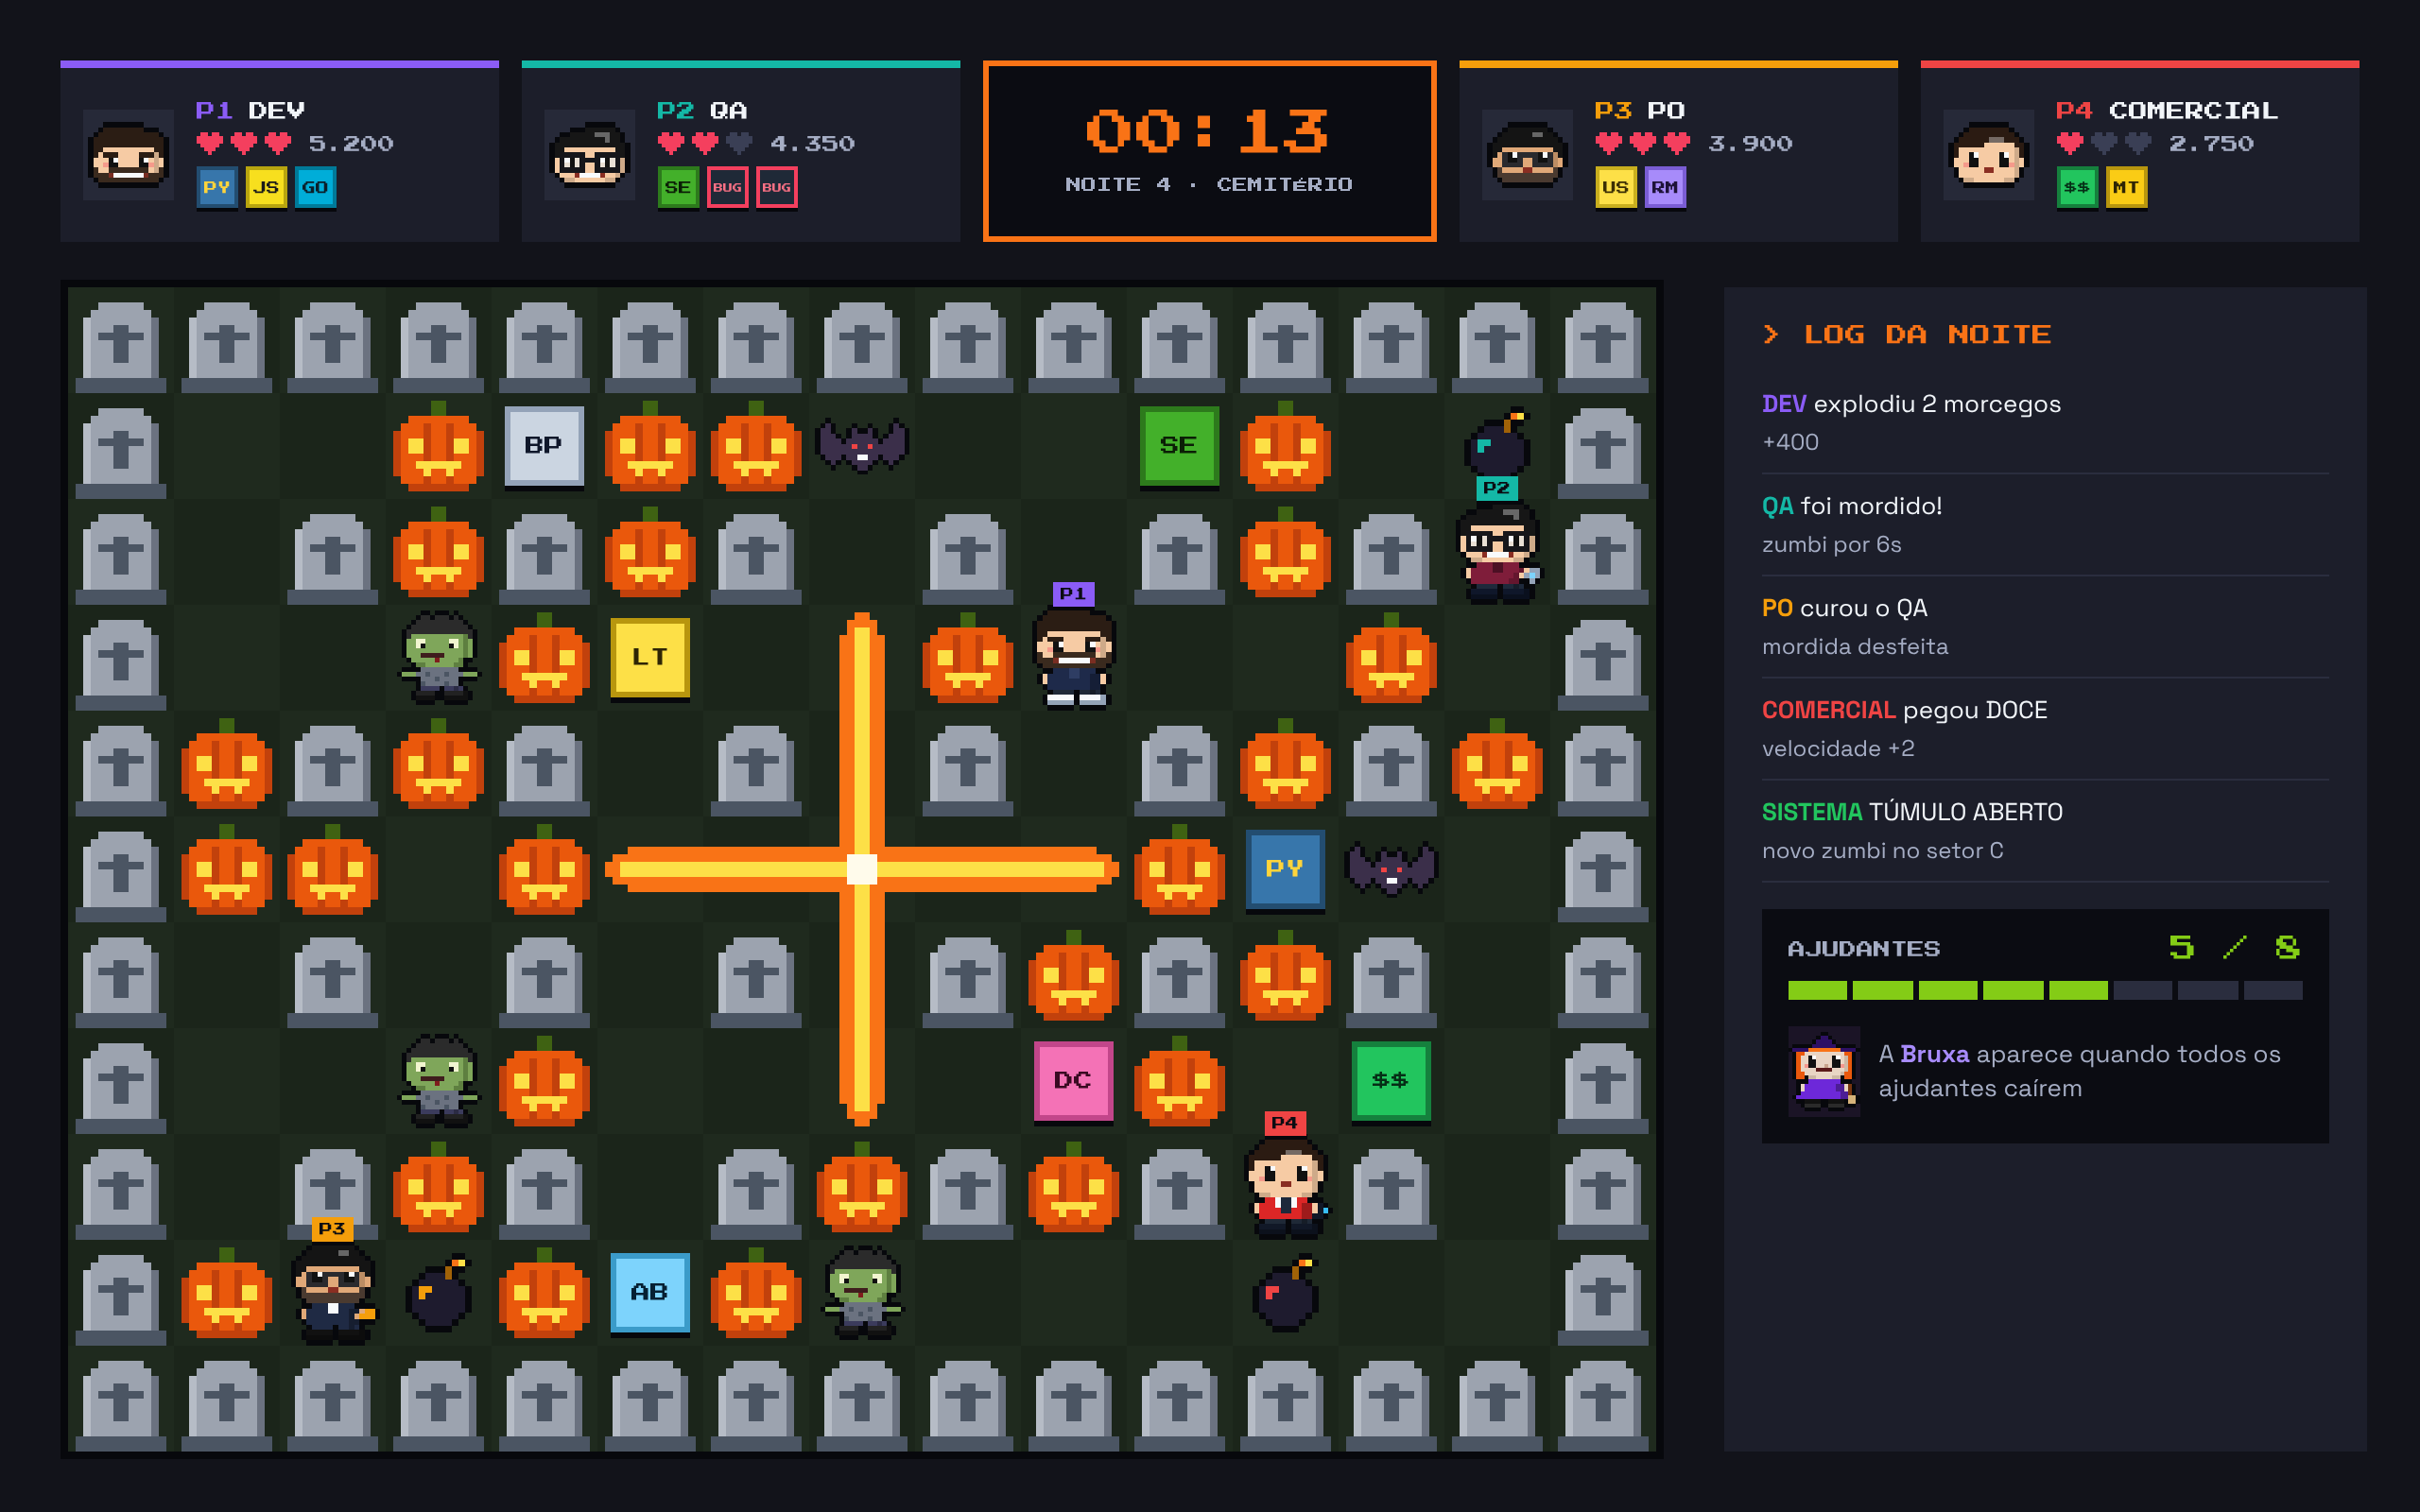 P1 DEV
5.200
PY JS GO
P2 QA
4.350
SE BUG BUG
00:13
NOITE 4 · CEMITéRIO
P3 PO
3.900
US RM
P4 COMERCIAL
2.750
$$ MT
BP
SE
P2
P1
LT
PY
DC
$$
P4
P3
AB
> LOG DA NOITE
DEV explodiu 2 morcegos
+400
QA foi mordido!
zumbi por 6s
PO curou o QA
mordida desfeita
COMERCIAL pegou DOCE
velocidade +2
SISTEMA TÚMULO ABERTO
novo zumbi no setor C
AJUDANTES 5 / 8
A Bruxa aparece quando todos os
ajudantes caírem